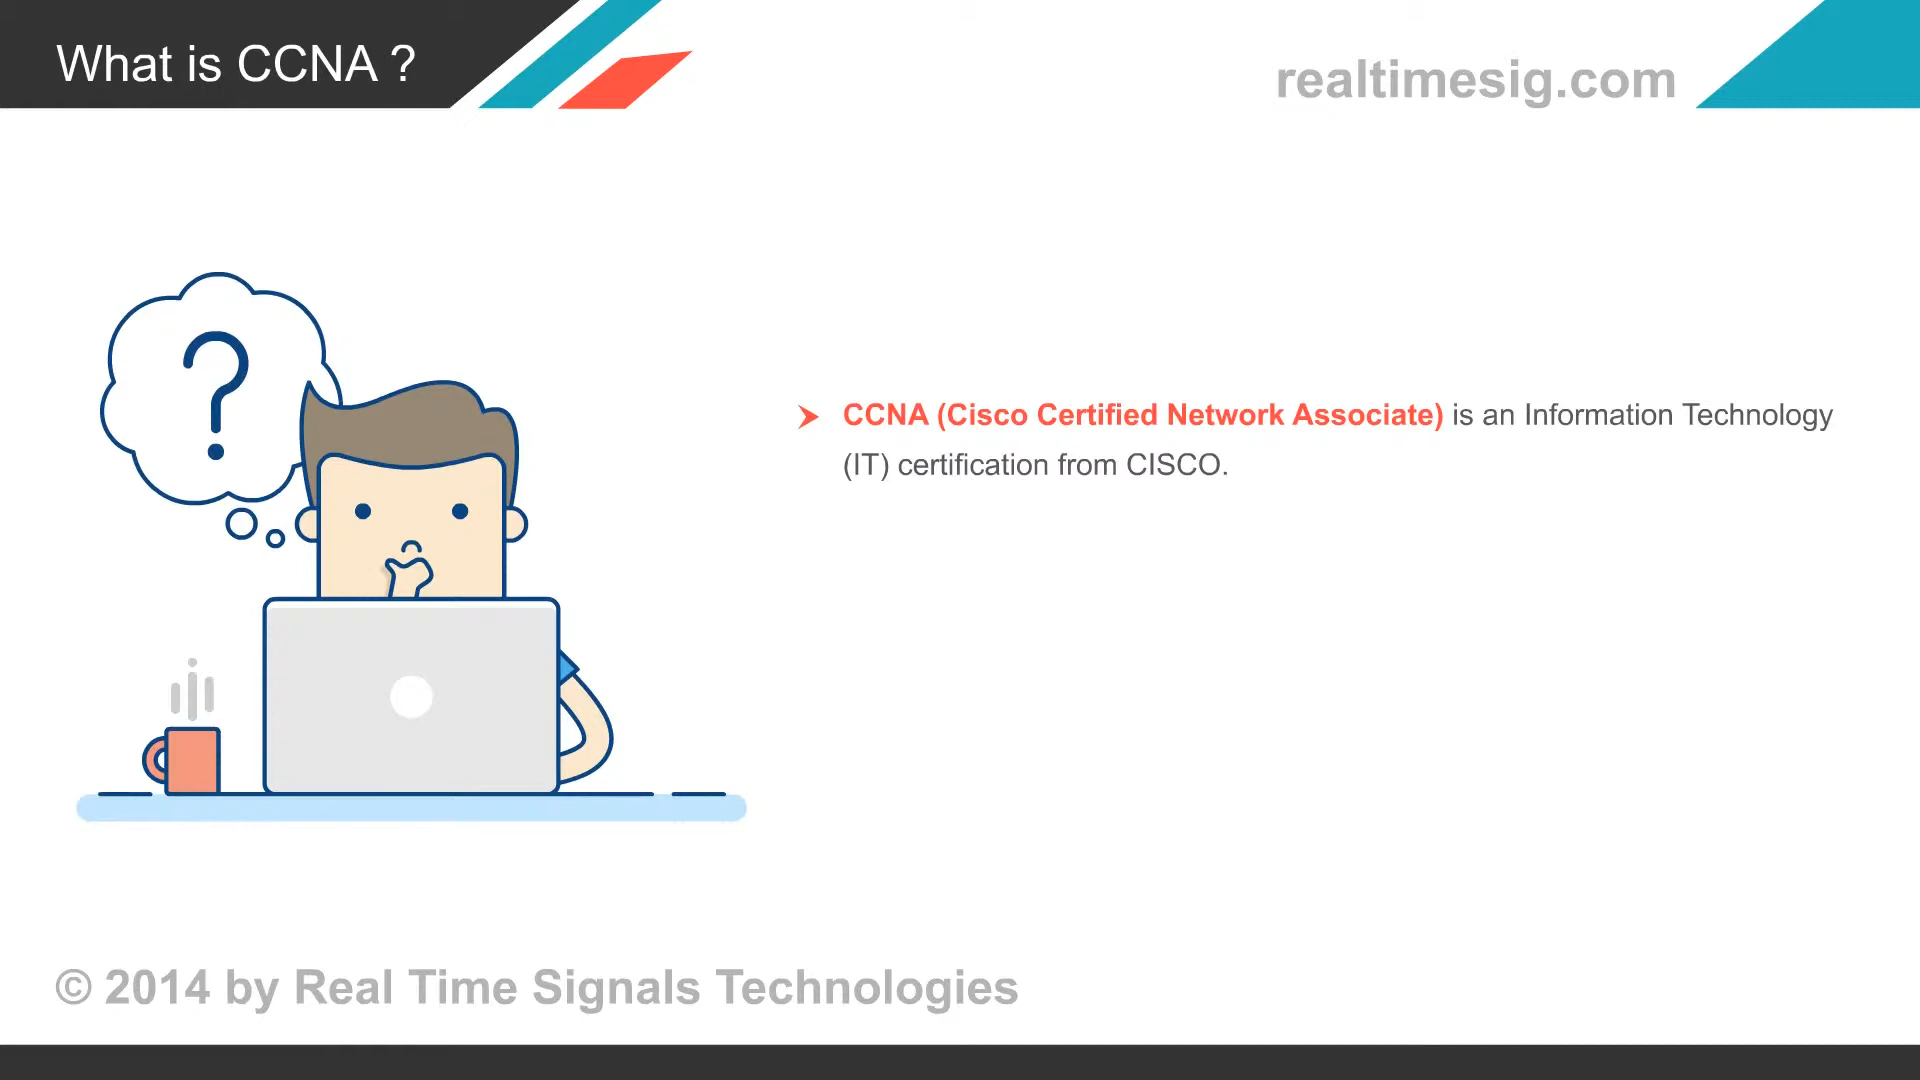 What is CCNA ?
realtimesig.com
?
CCNA (Cisco Certified Network Associate) is an Information Technology
(IT) certification from CISCO.
© 2014 by Real Time Signals Technologies